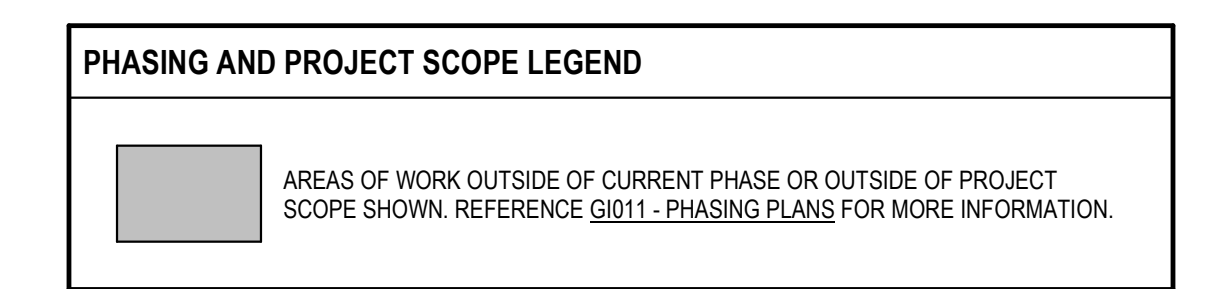 PHASING AND PROJECT SCOPE LEGEND
AREAS OF WORK OUTSIDE OF CURRENT PHASE OR OUTSIDE OF PROJECT
SCOPE SHOWN. REFERENCE GI011 - PHASING PLANS FOR MORE INFORMATION.